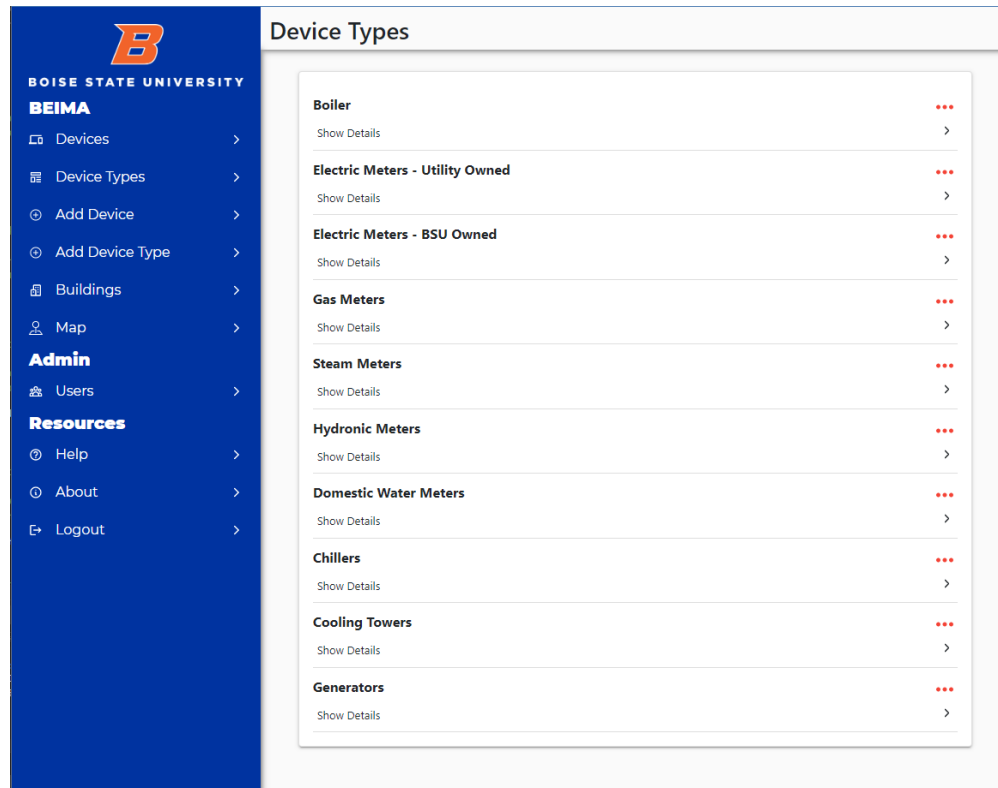 B
BOISE STATE UNIVERSITY
BEIMA
Devices
Device Types
Add Device
Add Device Type
Buildings
Map
Admin
Users
Resources
Help
About
Logout
Device Types
Boiler
Show Details
Electric Meters - Utility Owned
Show Details
Electric Meters - BSU Owned
Show Details
Gas Meters
Show Details
Steam Meters
Show Details
Hydronic Meters
Show Details
Domestic Water Meters
Show Details
Chillers
Show Details
Cooling Towers
Show Details
Generators
Show Details